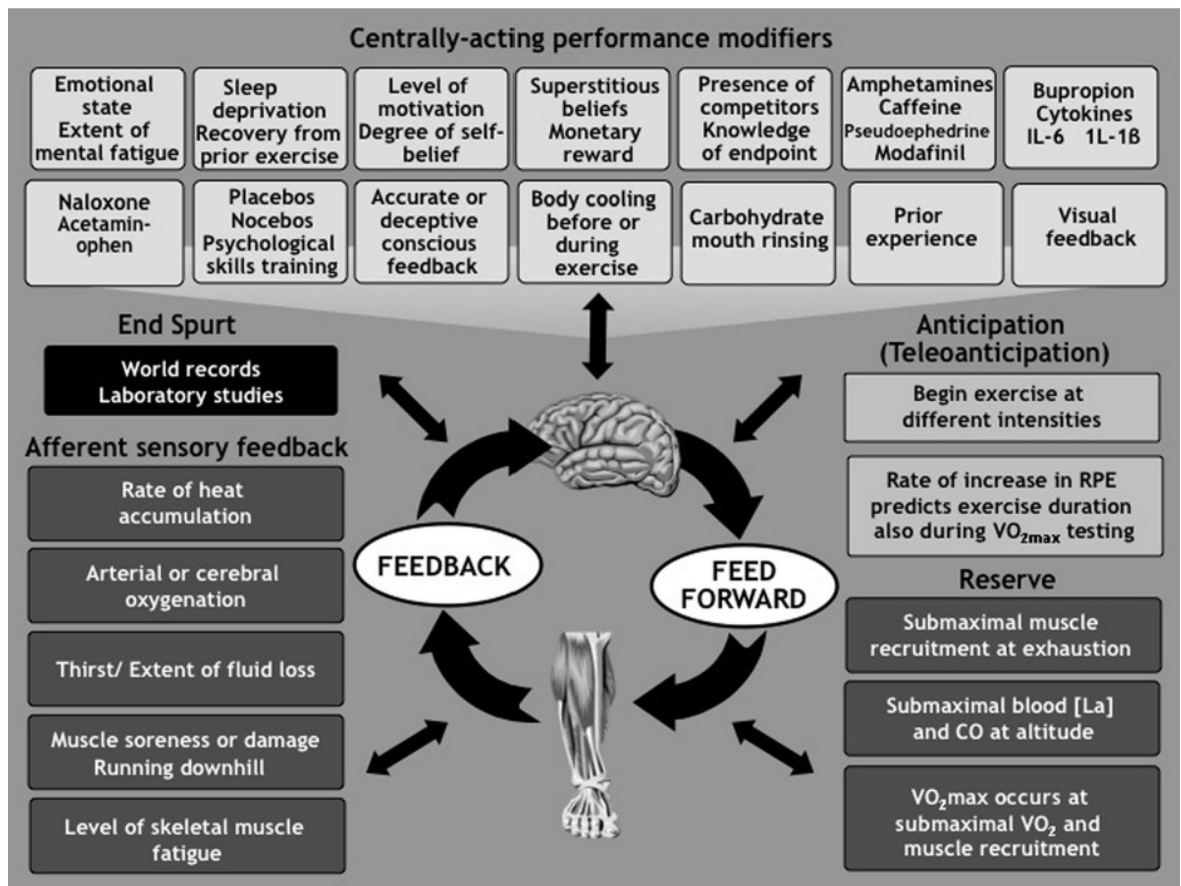 Centrally-acting performance modifiers
Emotional
state
Extent of
mental fatigue
Sleep
deprivation
Recovery from
prior exercise
Level of
motivation
Degree of self-
belief
Superstitious
beliefs
Monetary
reward
Presence of
competitors
Knowledge
of endpoint
Amphetamines
Caffeine
Pseudoephedrine
Modafinil
Bupropion
Cytokines
IL-6 1L-1ß
Naloxone
Acetamin-
ophen
Placebos
Nocebos
Psychological
skills training
Accurate or
deceptive
conscious
feedback
Body cooling
before or
during
exercise
Carbohydrate
mouth rinsing
Prior
experience
Visual
feedback
End Spurt
World records
Laboratory studies
Afferent sensory feedback
Rate of heat
accumulation
Arterial or cerebral
oxygenation
Thirst/ Extent of fluid loss
Muscle soreness or damage
Running downhill
Level of skeletal muscle
fatigue
FEEDBACK
FEED
FORWARD
Anticipation
(Teleoanticipation)
Begin exercise at
different intensities
Rate of increase in RPE
predicts exercise duration
also during VO₂max testing
Reserve
Submaximal muscle
recruitment at exhaustion
Submaximal blood [La]
and CO at altitude
VO₂max occurs at
submaximal VO₂ and
muscle recruitment